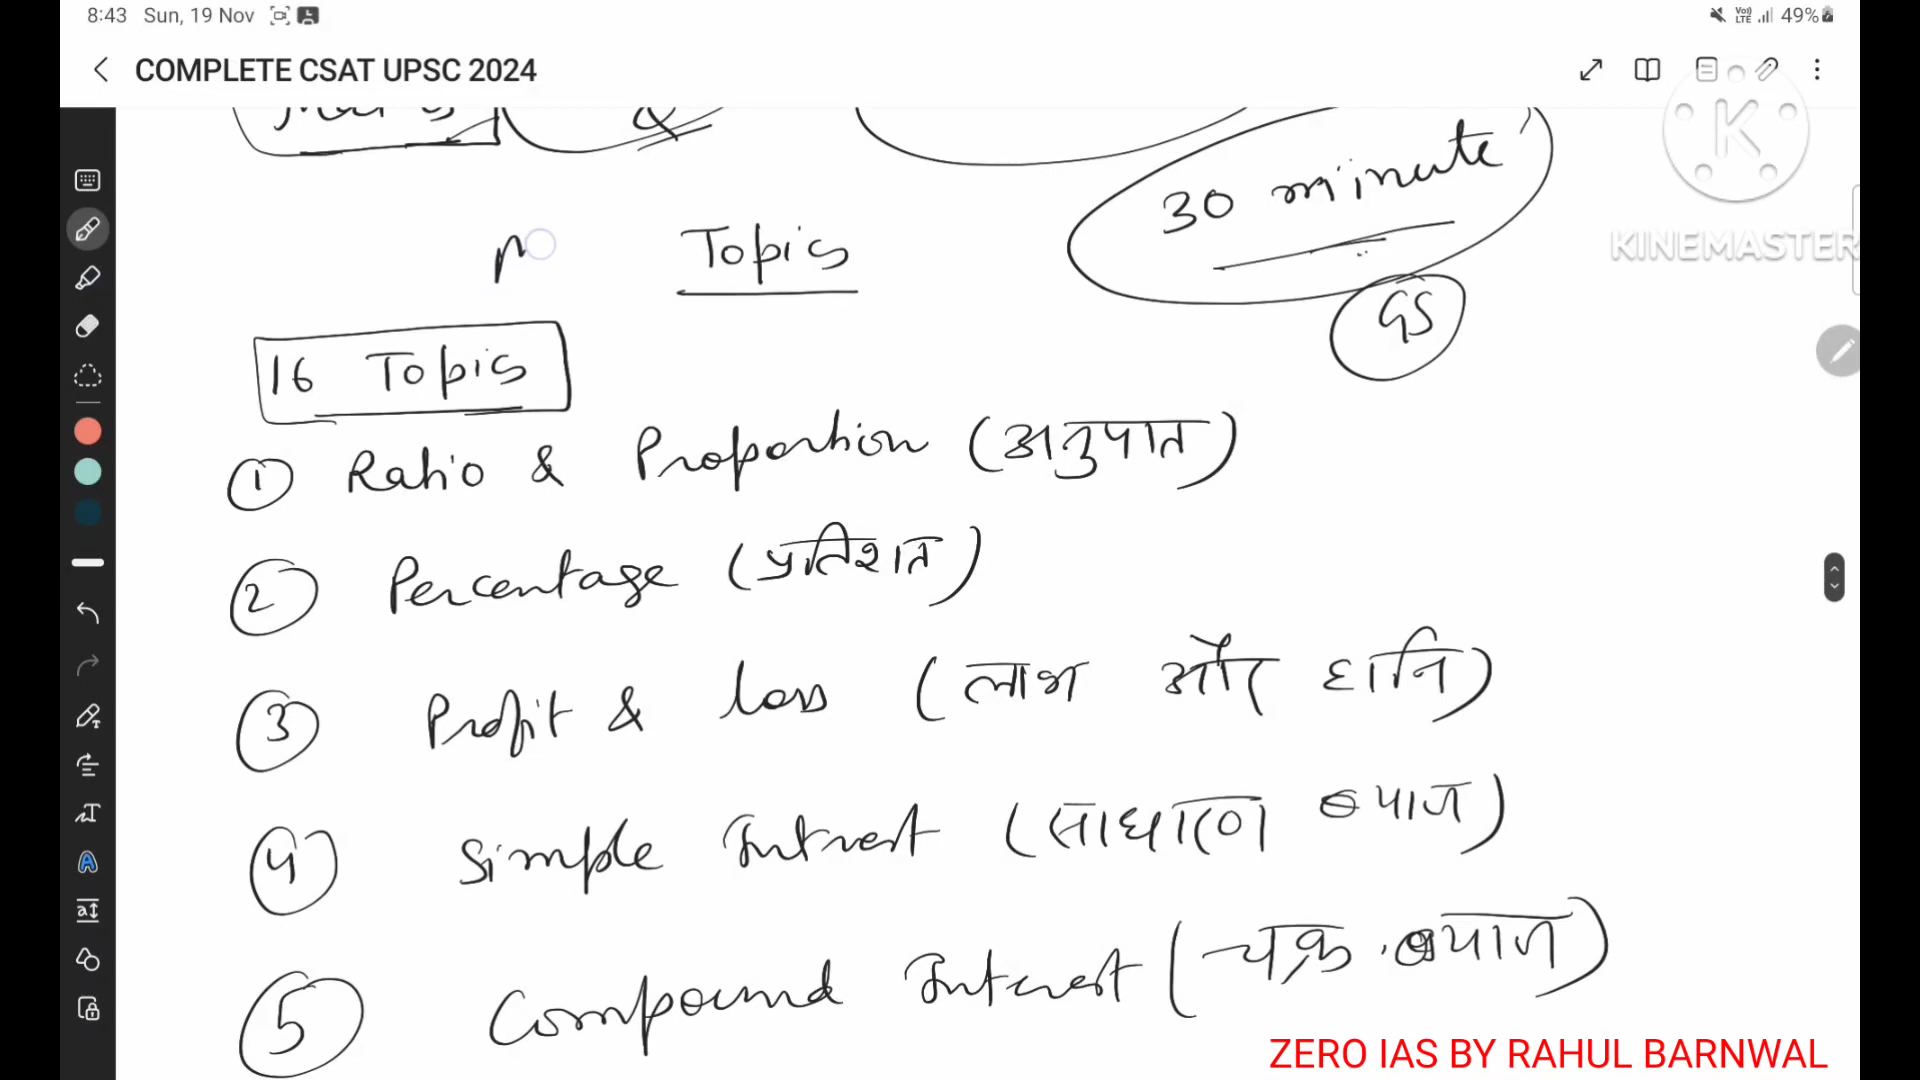 8:43 Sun, 19 Nov 49%
COMPLETE CSAT UPSC 2024
30 minute
KINEMASTER
Topics
GS
16 Topics
1 Ratio & Proportion (अनुपात)
2 Percentage (प्रतिशत)
3 Profit & loss (लाभ और हानि)
4 Simple Intrest (साधारण ब्याज)
5 Compound Interest (चक्र ब्याज)
ZERO IAS BY RAHUL BARNWAL